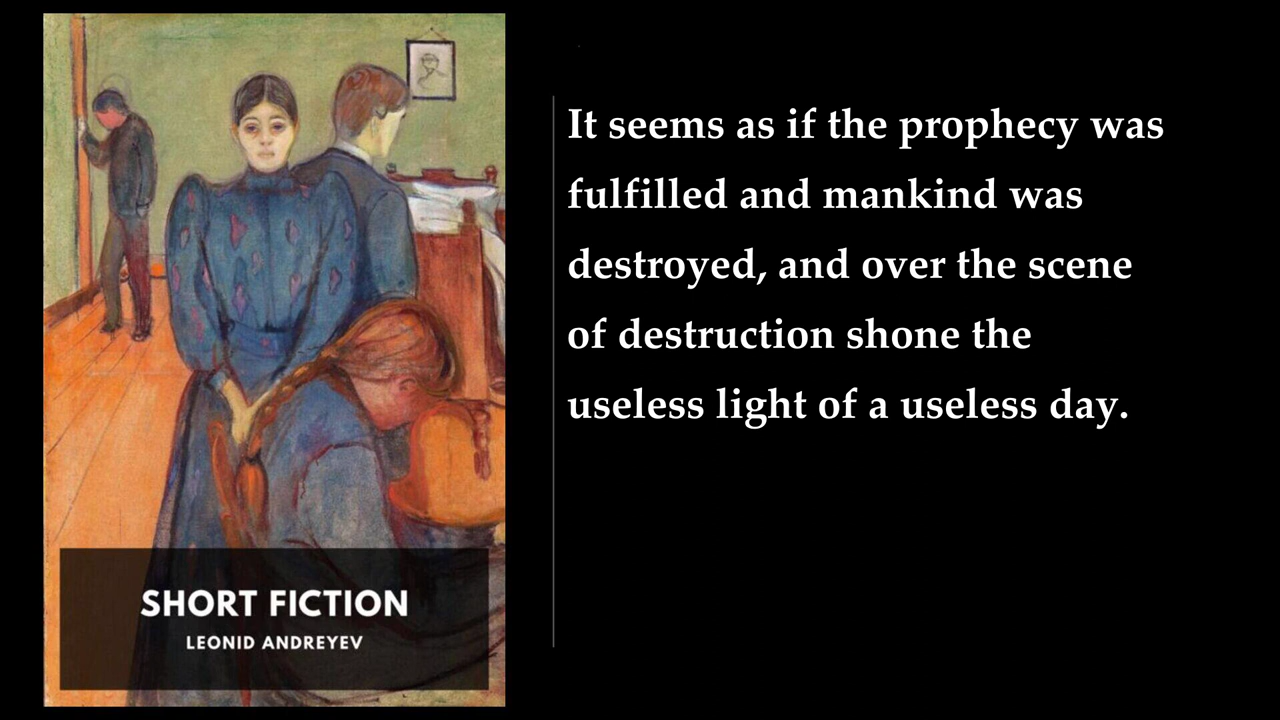 SHORT FICTION
LEONID ANDREYEV
It seems as if the prophecy was
fulfilled and mankind was
destroyed, and over the scene
of destruction shone the
useless light of a useless day.